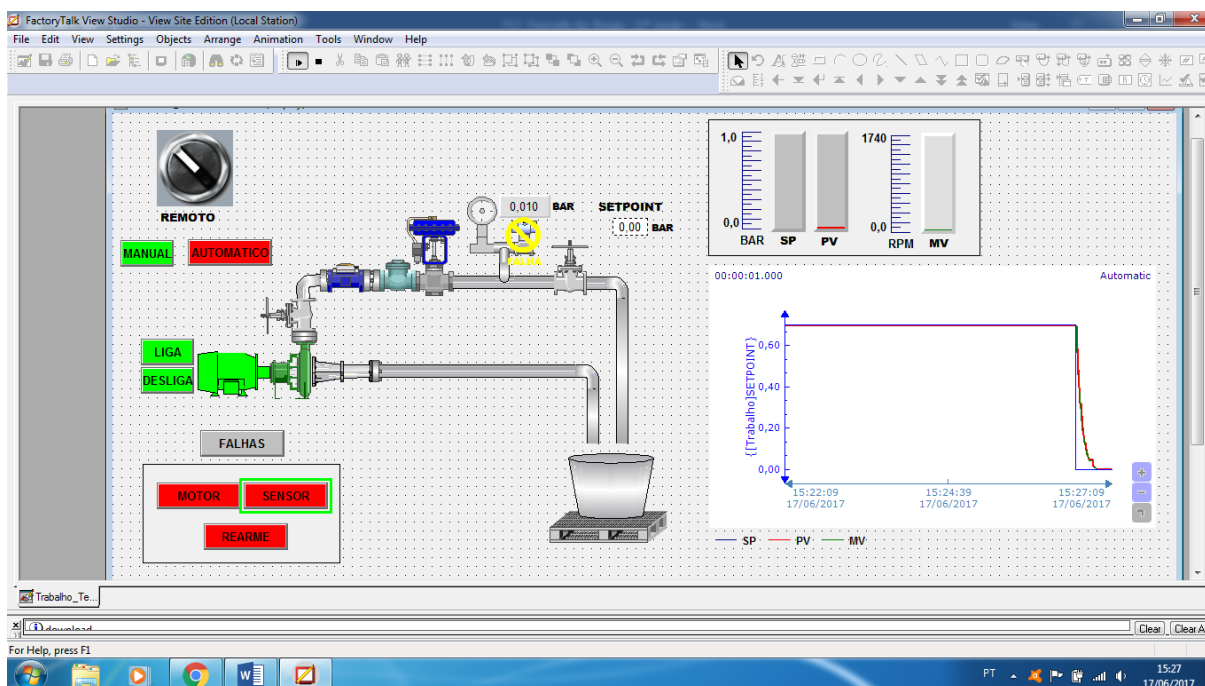 FactoryTalk View Studio - View Site Edition (Local Station)
File Edit View Settings Objects Arrange Animation Tools Window Help
REMOTO
MANUAL AUTOMATICO
0,010 BAR
SETPOINT
0,00 BAR
FALHA
LIGA
DESLIGA
FALHAS
MOTOR SENSOR
REARME
1,0
0,0
BAR SP PV
1740
0,0
RPM MV
00:00:01.000 Automatic
{[Trabalho]SETPOINT}
0,60
0,40
0,20
0,00
15:22:09 15:24:39 15:27:09
17/06/2017 17/06/2017 17/06/2017
SP PV MV
Trabalho_Te...
Clear Clear A
For Help, press F1
PT 15:27
17/06/2017